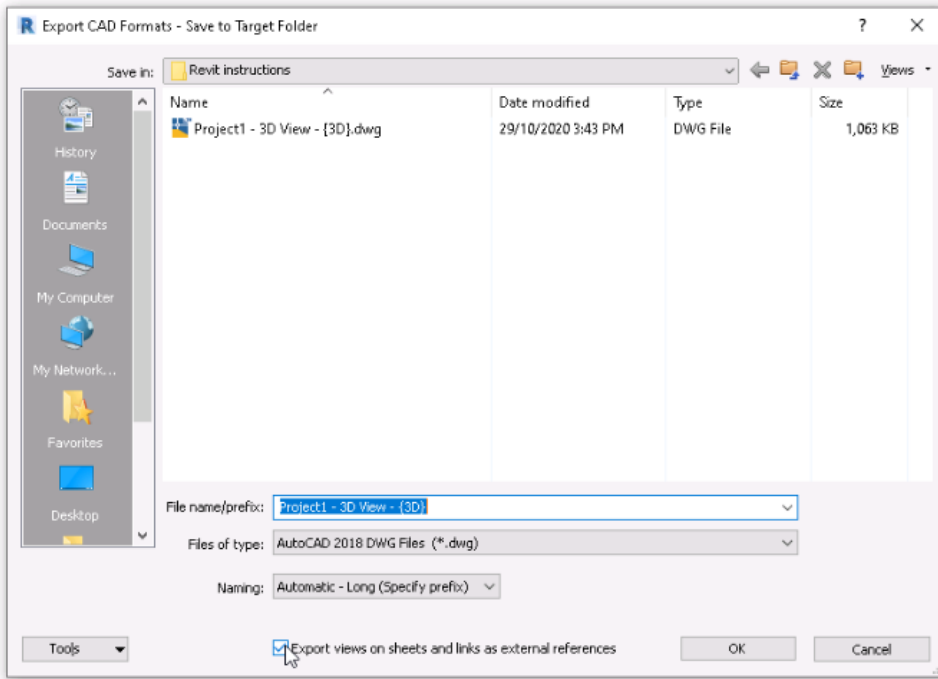 R Export CAD Formats - Save to Target Folder
Save in: Revit instructions Views
Name Date modified Type Size
Project1 - 3D View - {3D}.dwg 29/10/2020 3:43 PM DWG File 1,063 KB
History
Documents
My Computer
My Network...
Favorites
Desktop
File name/prefix: Project1 - 3D View - {3D}
Files of type: AutoCAD 2018 DWG Files (*.dwg)
Naming: Automatic - Long (Specify prefix)
Tools Export views on sheets and links as external references OK Cancel